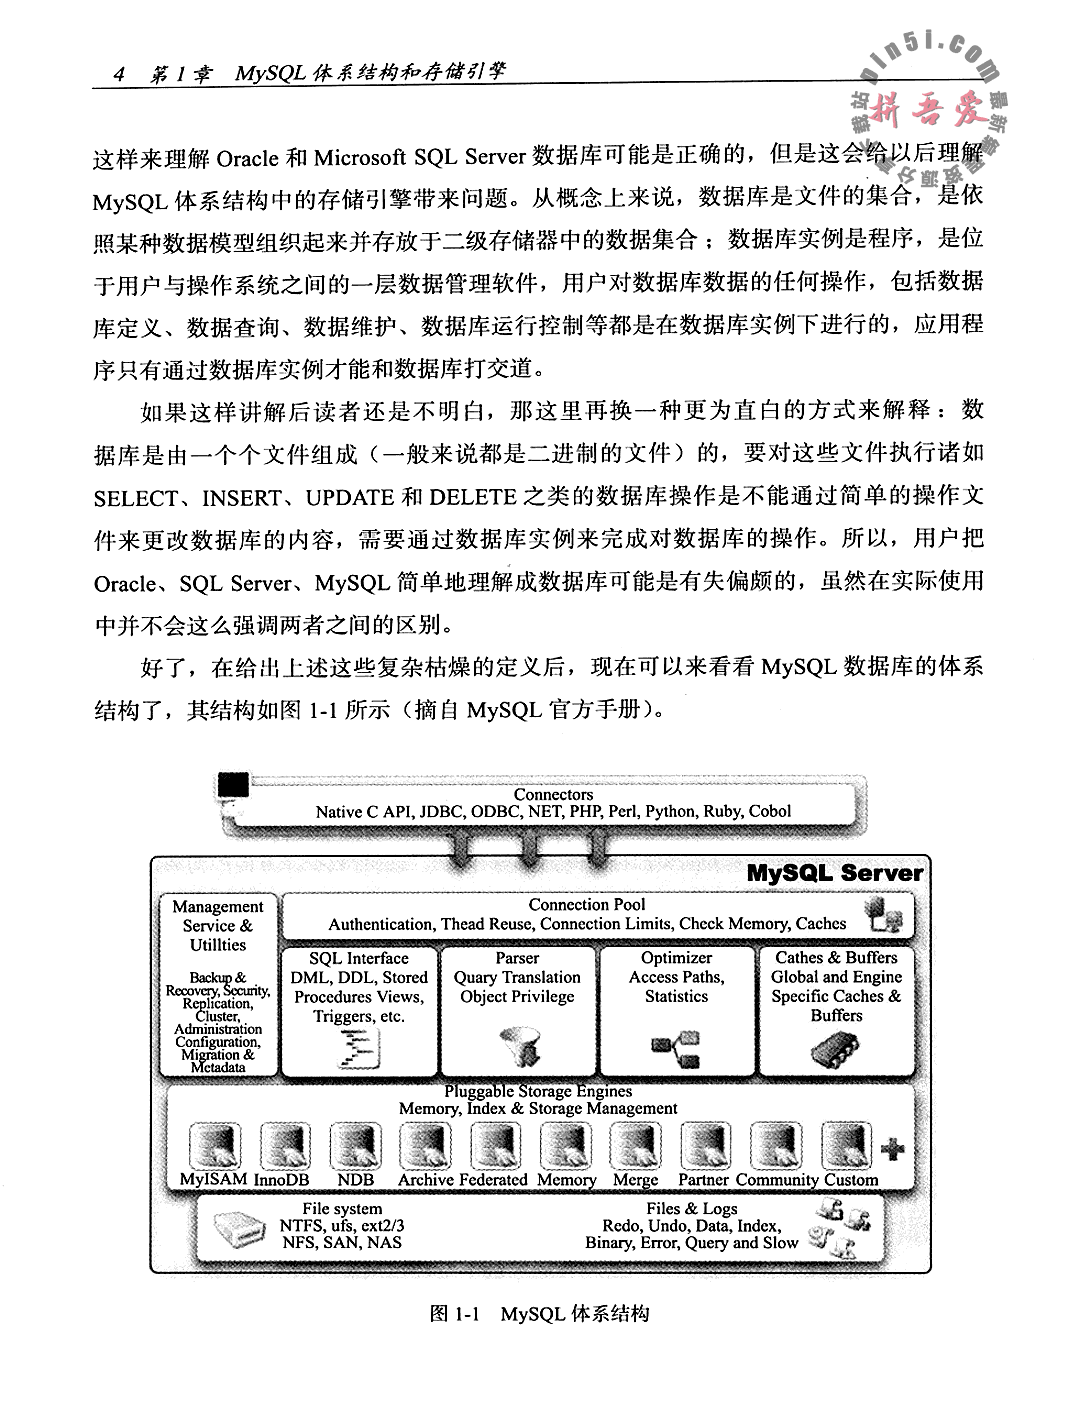 4 第1章 MySQL体系结构和存储引擎
pin5i.com
拼吾爱
这样来理解 Oracle 和 Microsoft SQL Server 数据库可能是正确的，但是这会给以后理解
MySQL 体系结构中的存储引擎带来问题。从概念上来说，数据库是文件的集合，是依
照某种数据模型组织起来并存放于二级存储器中的数据集合；数据库实例是程序，是位
于用户与操作系统之间的一层数据管理软件，用户对数据库数据的任何操作，包括数据
库定义、数据查询、数据维护、数据库运行控制等都是在数据库实例下进行的，应用程
序只有通过数据库实例才能和数据库打交道。
如果这样讲解后读者还是不明白，那这里再换一种更为直白的方式来解释：数
据库是由一个个文件组成（一般来说都是二进制的文件）的，要对这些文件执行诸如
SELECT、INSERT、UPDATE 和 DELETE 之类的数据库操作是不能通过简单的操作文
件来更改数据库的内容，需要通过数据库实例来完成对数据库的操作。所以，用户把
Oracle、SQL Server、MySQL 简单地理解成数据库可能是有失偏颇的，虽然在实际使用
中并不会这么强调两者之间的区别。
好了，在给出上述这些复杂枯燥的定义后，现在可以来看看 MySQL 数据库的体系
结构了，其结构如图 1-1 所示（摘自 MySQL 官方手册）。
Connectors
Native C API, JDBC, ODBC, NET, PHP, Perl, Python, Ruby, Cobol
MySQL Server
Management
Service &
Utillties
Backup &
Recovery, Security,
Replication,
Cluster,
Administration
Configuration,
Migration &
Metadata
Connection Pool
Authentication, Thead Reuse, Connection Limits, Check Memory, Caches
SQL Interface
DML, DDL, Stored
Procedures Views,
Triggers, etc.
Parser
Quary Translation
Object Privilege
Optimizer
Access Paths,
Statistics
Cathes & Buffers
Global and Engine
Specific Caches &
Buffers
Pluggable Storage Engines
Memory, Index & Storage Management
MyISAM InnoDB NDB Archive Federated Memory Merge Partner Community Custom
File system
NTFS, ufs, ext2/3
NFS, SAN, NAS
Files & Logs
Redo, Undo, Data, Index,
Binary, Error, Query and Slow
图 1-1 MySQL 体系结构